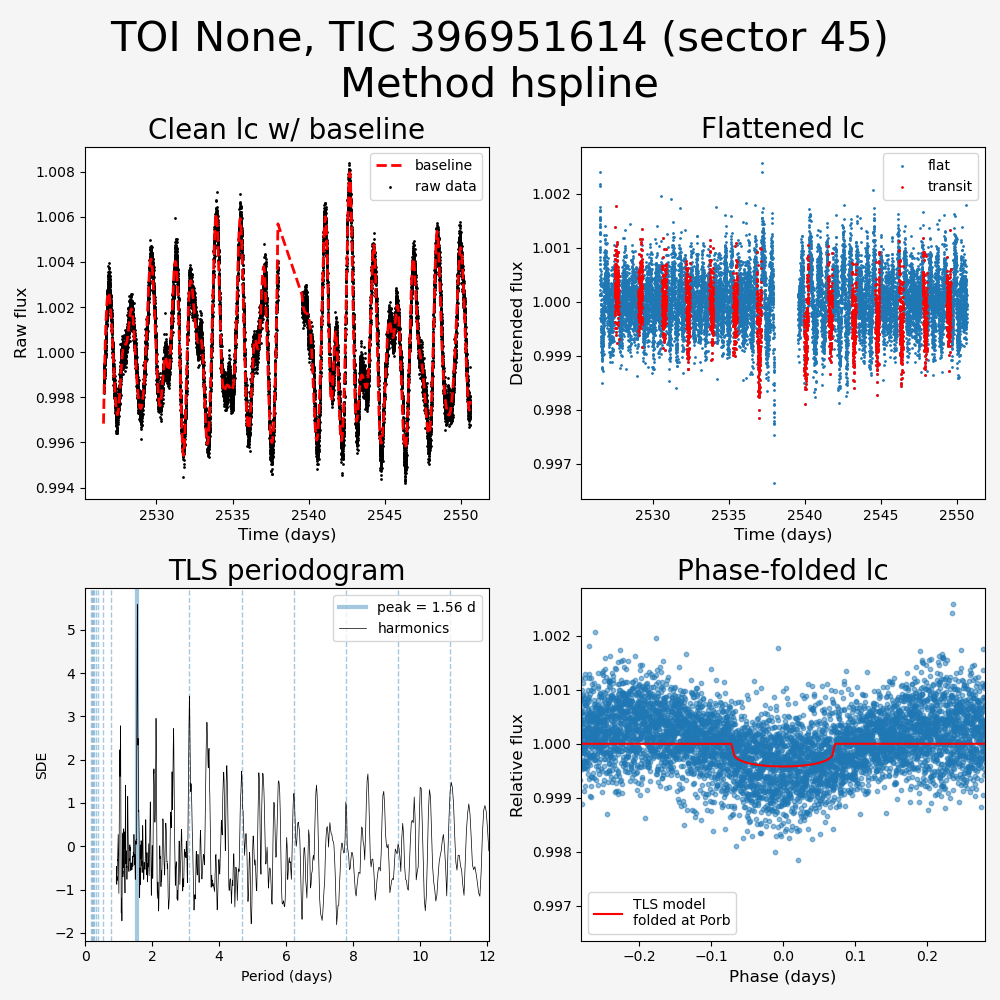 TOI None, TIC 396951614 (sector 45)
Method hspline
Clean lc w/ baseline
Raw flux
1.008
1.006
1.004
1.002
1.000
0.998
0.996
0.994
baseline
raw data
2530
2535
2540
2545
2550
Time (days)
Flattened lc
Detrended flux
1.002
1.001
1.000
0.999
0.998
0.997
flat
transit
2530
2535
2540
2545
2550
Time (days)
TLS periodogram
SDE
5
4
3
2
1
0
−1
−2
peak = 1.56 d
harmonics
0
2
4
6
8
10
12
Period (days)
Phase-folded lc
Relative flux
1.002
1.001
1.000
0.999
0.998
0.997
TLS model
folded at Porb
−0.2
−0.1
0.0
0.1
0.2
Phase (days)